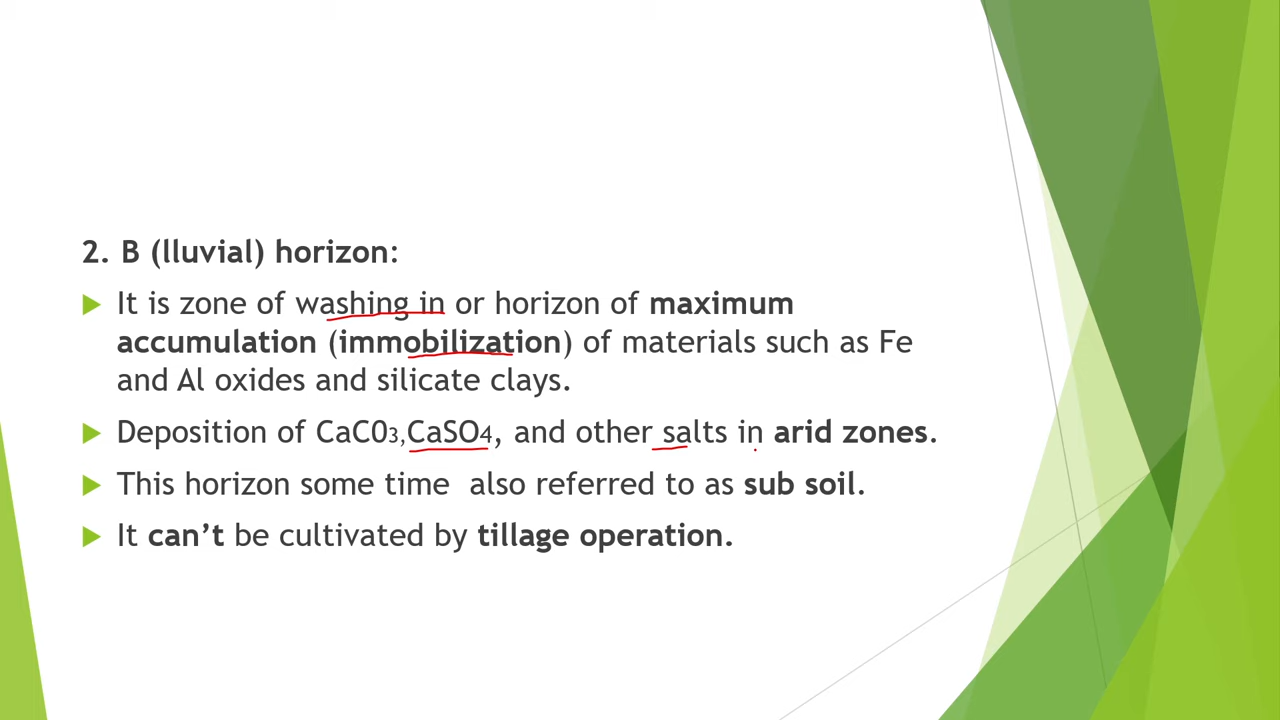 2. B (lluvial) horizon:
It is zone of washing in or horizon of maximum
accumulation (immobilization) of materials such as Fe
and Al oxides and silicate clays.
Deposition of CaC0₃,CaSO₄, and other salts in arid zones.
This horizon some time also referred to as sub soil.
It can’t be cultivated by tillage operation.